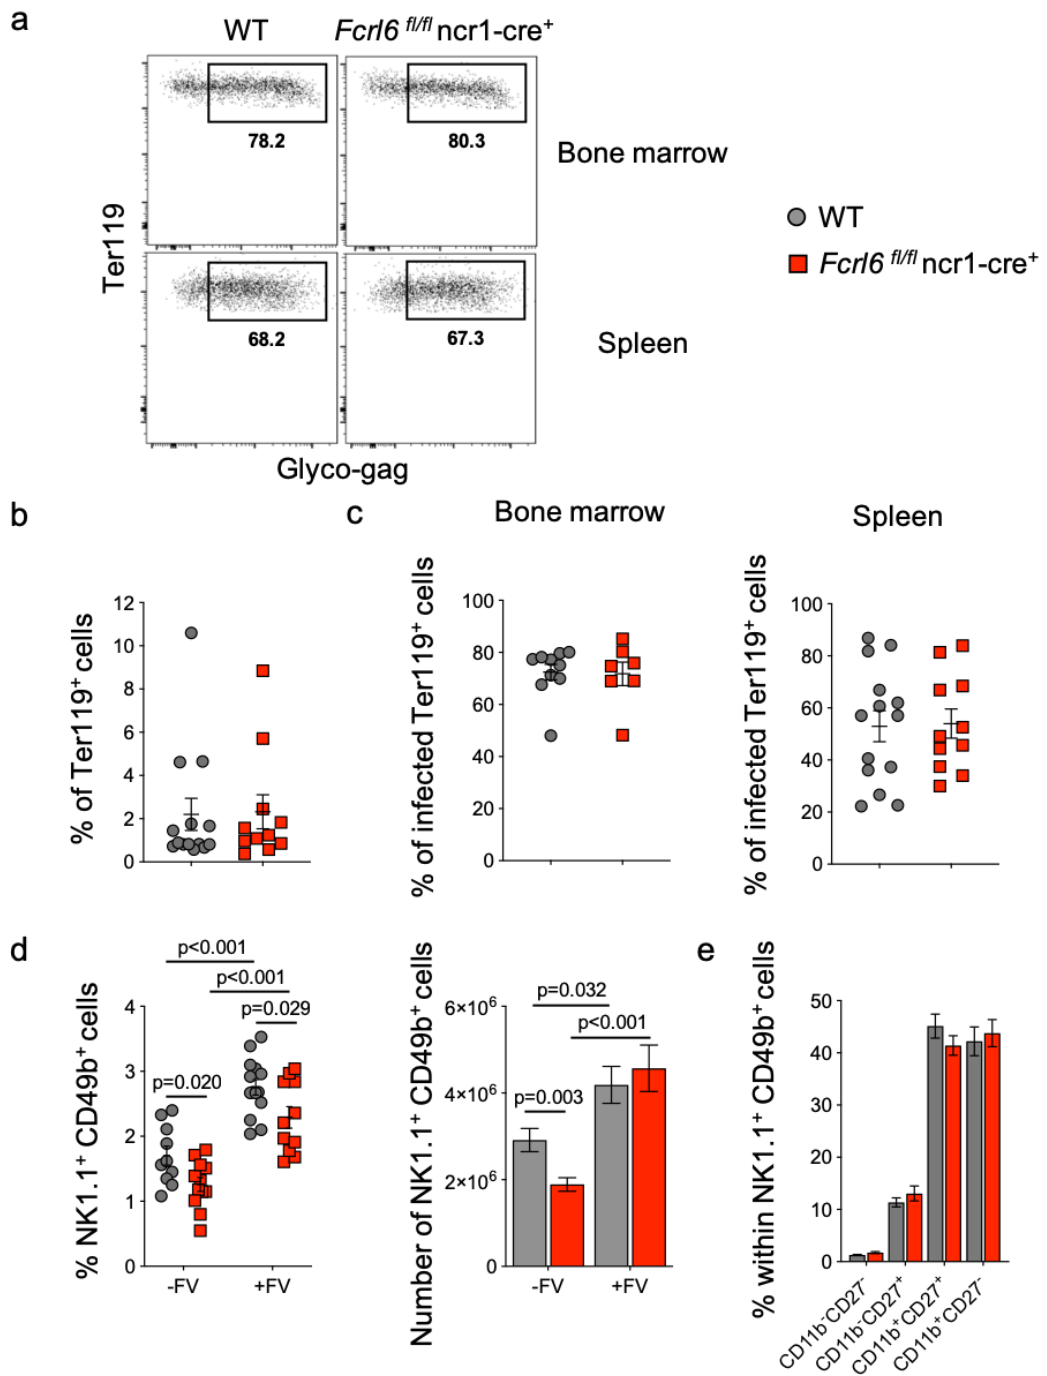 a
WT
Fcrl6 fl/fl ncr1-cre+
78.2
80.3
Bone marrow
Ter119
68.2
67.3
Spleen
Glyco-gag
WT
Fcrl6 fl/fl ncr1-cre+
b
% of Ter119+ cells
12
10
8
6
4
2
0
c
Bone marrow
% of infected Ter119+ cells
100
80
60
40
20
0
Spleen
% of infected Ter119+ cells
100
80
60
40
20
0
d
% NK1.1+ CD49b+ cells
p<0.001
p<0.001
p=0.029
p=0.020
4
3
2
1
0
-FV
+FV
Number of NK1.1+ CD49b+ cells
6×10⁶
4×10⁶
2×10⁶
0
p=0.032
p<0.001
p=0.003
-FV
+FV
e
% within NK1.1+ CD49b+ cells
50
40
30
20
10
0
CD11b-CD27-
CD11b-CD27+
CD11b+CD27+
CD11b+CD27-